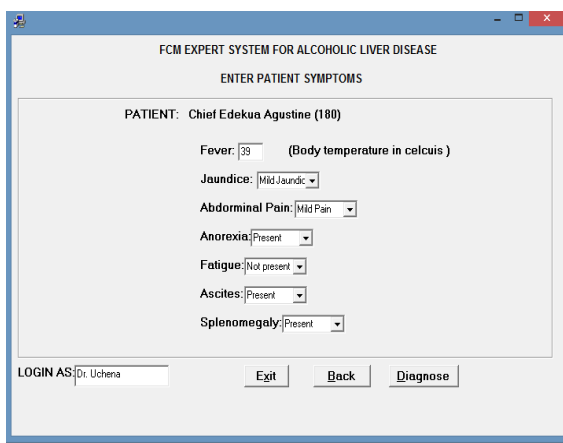 FCM EXPERT SYSTEM FOR ALCOHOLIC LIVER DISEASE
ENTER PATIENT SYMPTOMS
PATIENT: Chief Edekua Agustine (180)
Fever: 39 (Body temperature in celcuis )
Jaundice: Mild Jaundic
Abdorminal Pain: Mild Pain
Anorexia: Present
Fatigue: Not present
Ascites: Present
Splenomegaly: Present
LOGIN AS: Dr. Uchena Exit Back Diagnose